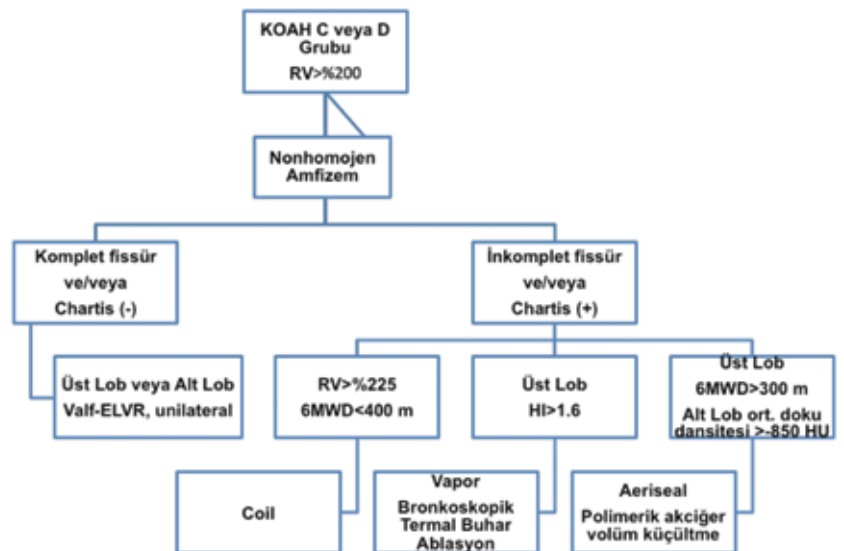 KOAH C veya D
Grubu
RV>%200
Nonhomojen
Amfizem
Komplet fissür
ve/veya
Chartis (-)
İnkomplet fissür
ve/veya
Chartis (+)
Üst Lob veya Alt Lob
Valf-ELVR, unilateral
RV>%225
6MWD<400 m
Üst Lob
HI>1.6
Üst Lob
6MWD>300 m
Alt Lob ort. doku
dansitesi >-850 HU
Coil
Vapor
Bronkoskopik
Termal Buhar
Ablasyon
Aeriseal
Polimerik akciğer
volüm küçültme